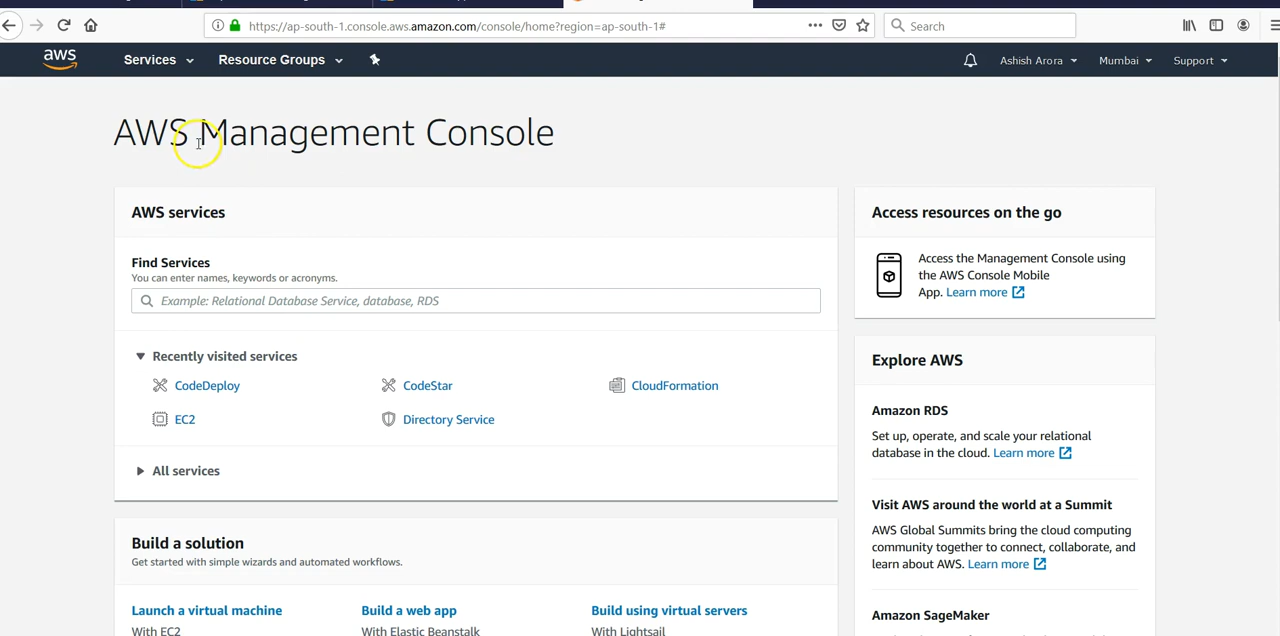 https://ap-south-1.console.aws.amazon.com/console/home?region=ap-south-1#
Search
aws
Services
Resource Groups
Ashish Arora
Mumbai
Support
AWS Management Console
AWS services
Find Services
You can enter names, keywords or acronyms.
Example: Relational Database Service, database, RDS
Recently visited services
CodeDeploy
CodeStar
CloudFormation
EC2
Directory Service
All services
Build a solution
Get started with simple wizards and automated workflows.
Launch a virtual machine
With EC2
Build a web app
With Elastic Beanstalk
Build using virtual servers
With Lightsail
Access resources on the go
Access the Management Console using
the AWS Console Mobile
App. Learn more
Explore AWS
Amazon RDS
Set up, operate, and scale your relational
database in the cloud. Learn more
Visit AWS around the world at a Summit
AWS Global Summits bring the cloud computing
community together to connect, collaborate, and
learn about AWS. Learn more
Amazon SageMaker